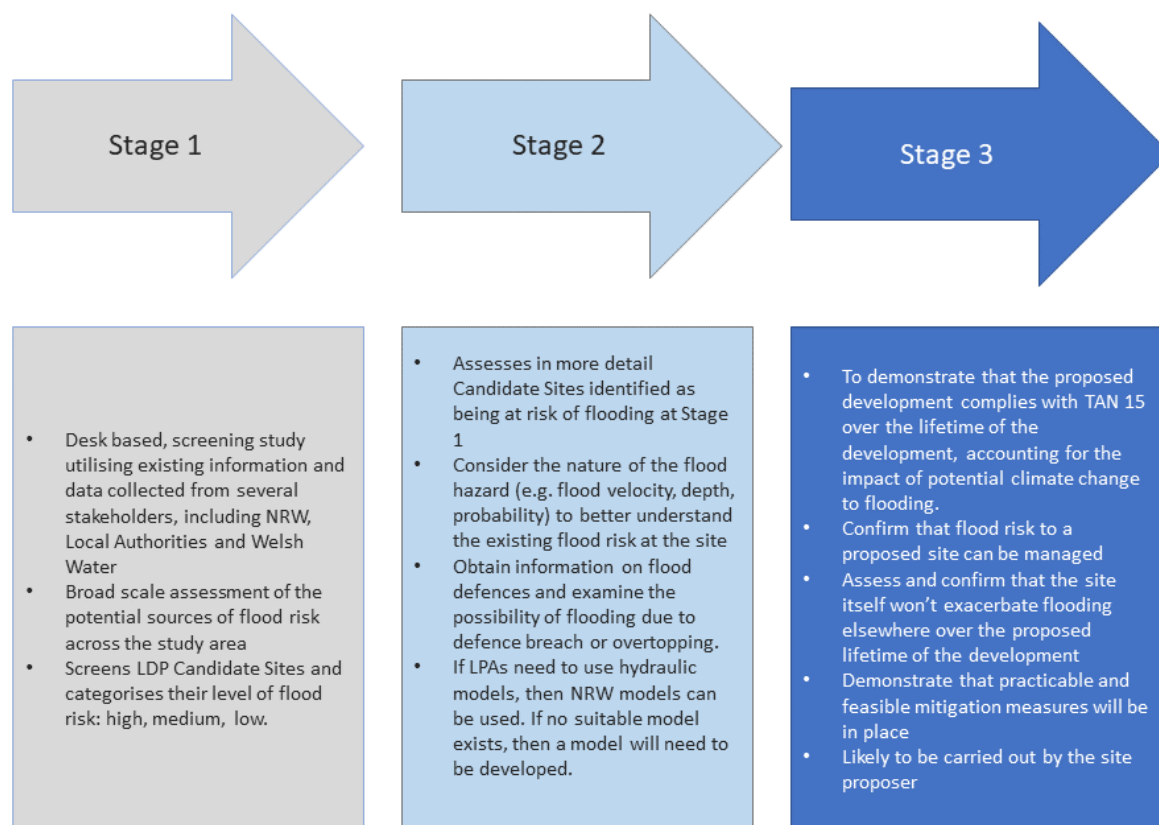 Stage 1
Stage 2
Stage 3
• Desk based, screening study
utilising existing information and
data collected from several
stakeholders, including NRW,
Local Authorities and Welsh
Water
• Broad scale assessment of the
potential sources of flood risk
across the study area
• Screens LDP Candidate Sites and
categorises their level of flood
risk: high, medium, low.
• Assesses in more detail
Candidate Sites identified as
being at risk of flooding at Stage
1
• Consider the nature of the flood
hazard (e.g. flood velocity, depth,
probability) to better understand
the existing flood risk at the site
• Obtain information on flood
defences and examine the
possibility of flooding due to
defence breach or overtopping.
• If LPAs need to use hydraulic
models, then NRW models can
be used. If no suitable model
exists, then a model will need to
be developed.
• To demonstrate that the proposed
development complies with TAN 15
over the lifetime of the
development, accounting for the
impact of potential climate change
to flooding.
• Confirm that flood risk to a
proposed site can be managed
• Assess and confirm that the site
itself won't exacerbate flooding
elsewhere over the proposed
lifetime of the development
• Demonstrate that practicable and
feasible mitigation measures will be
in place
• Likely to be carried out by the site
proposer